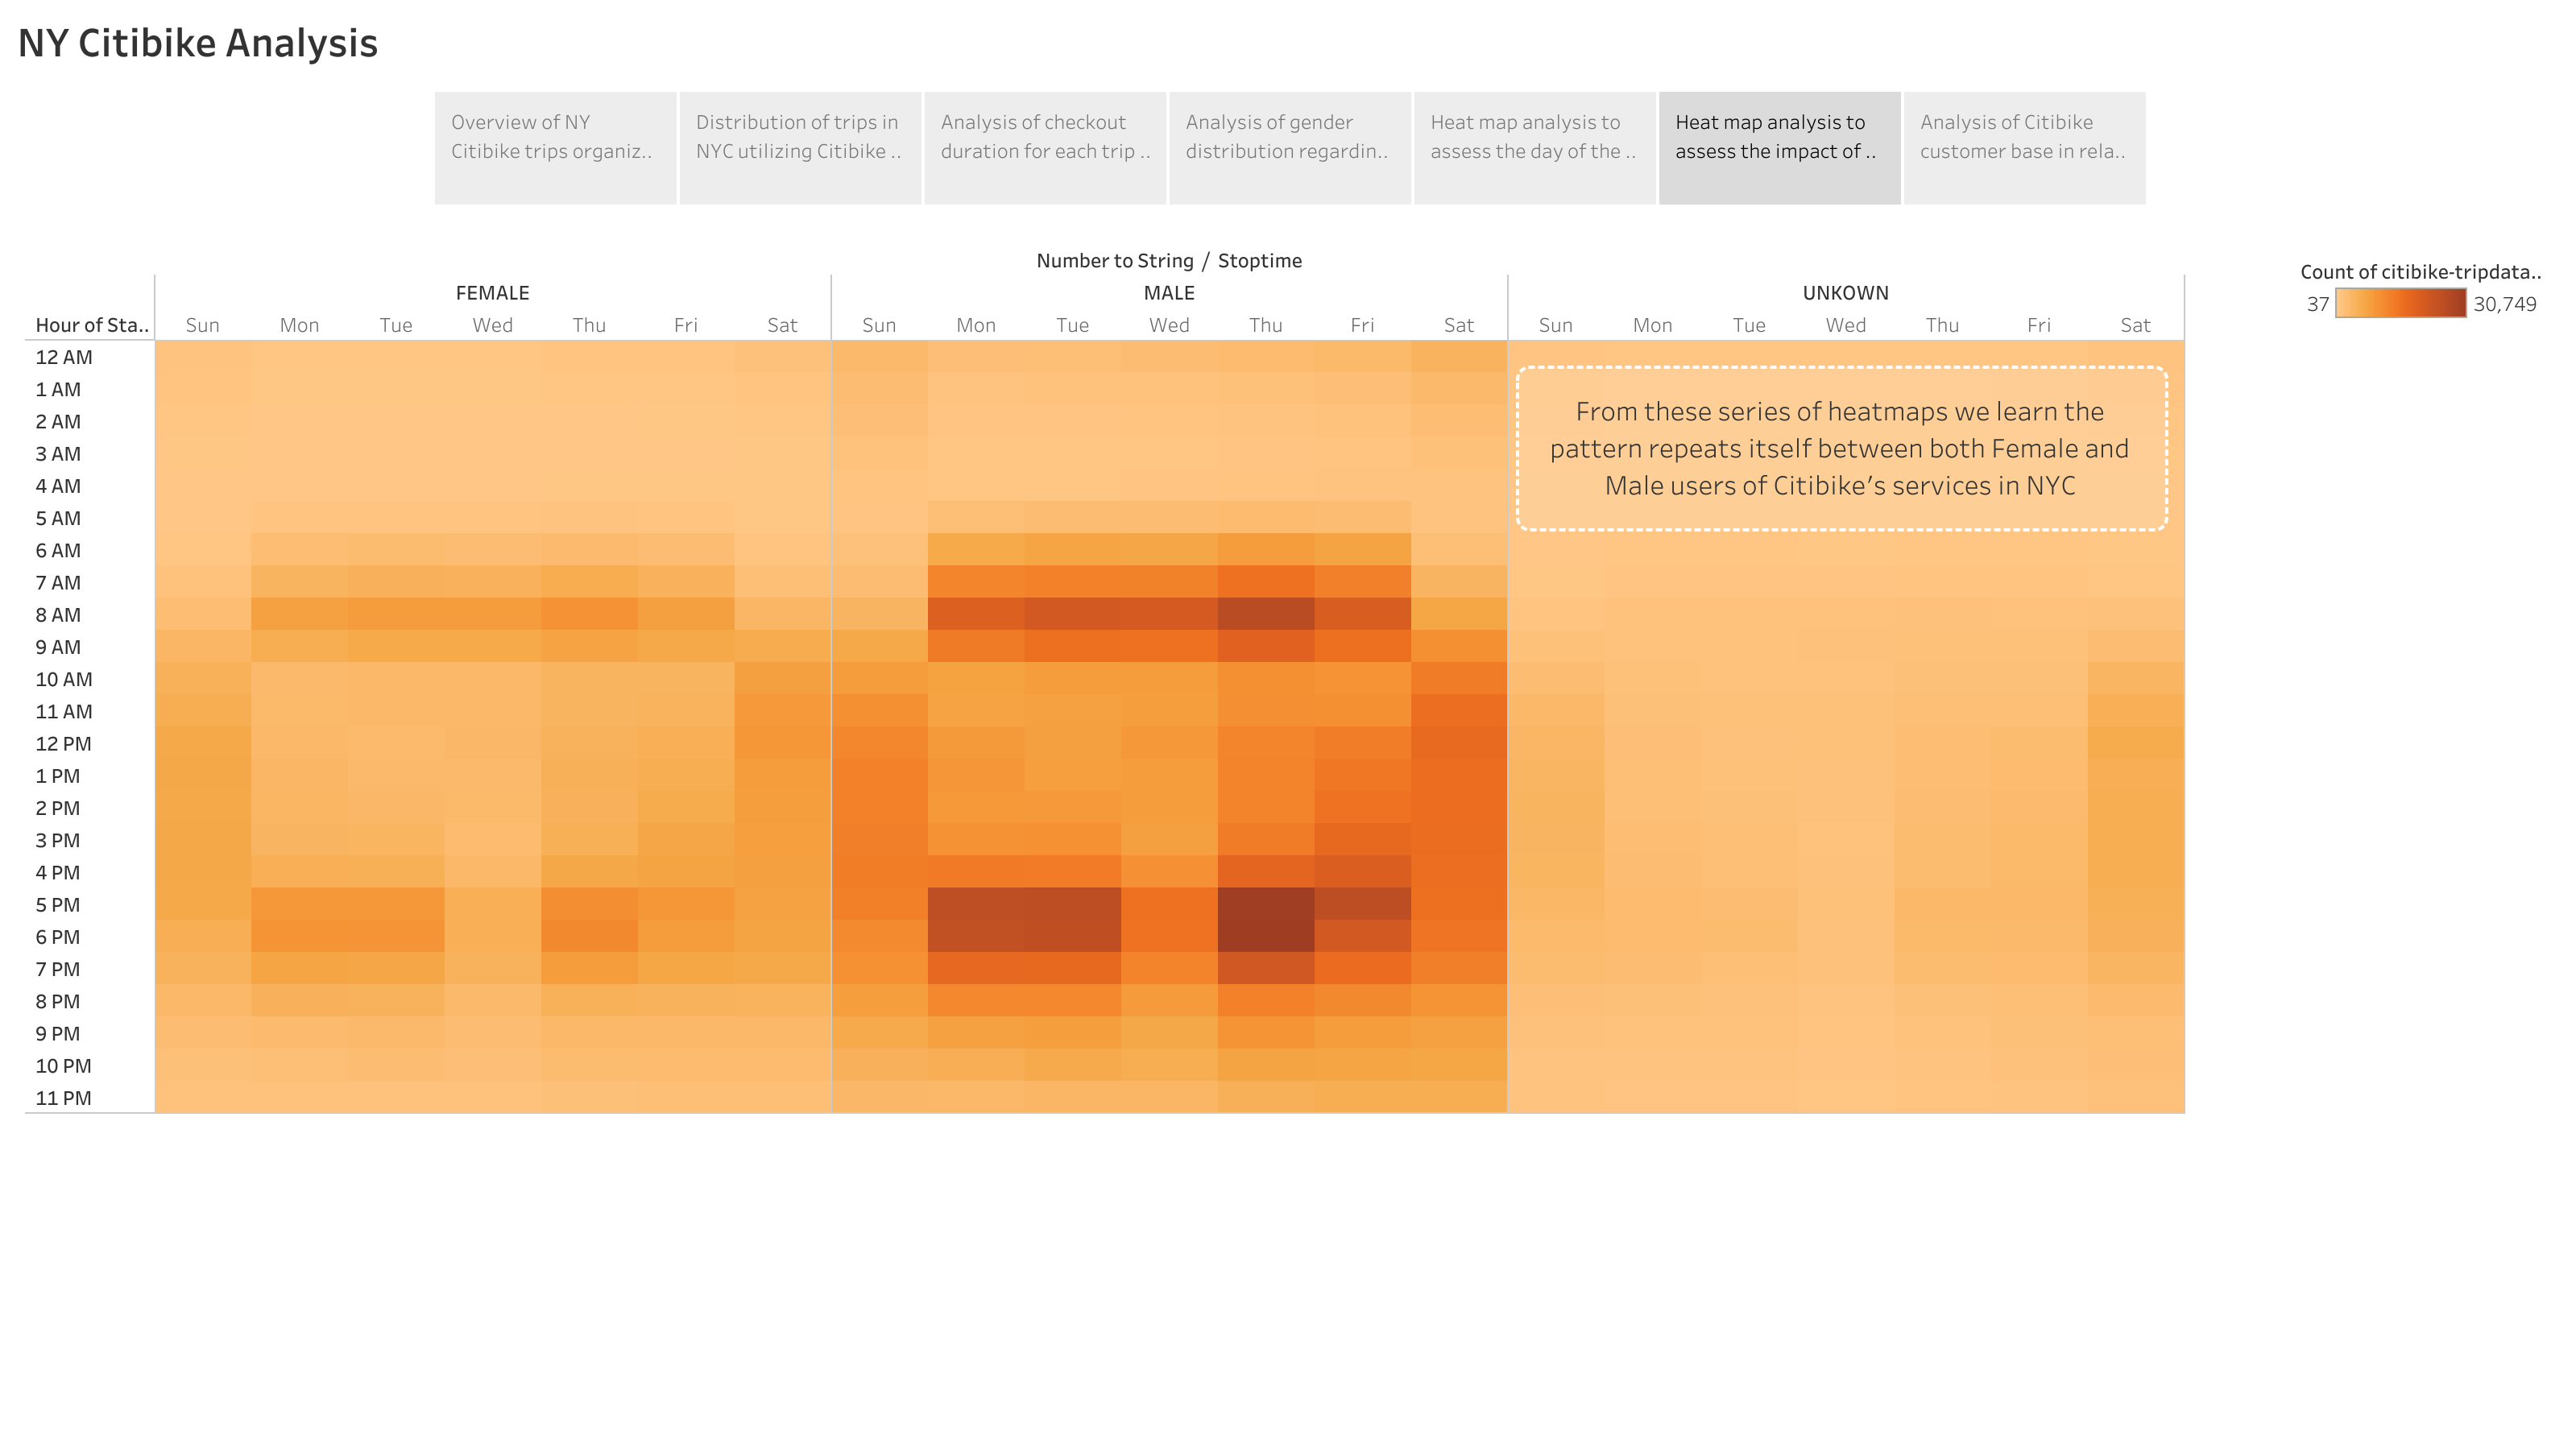 NY Citibike Analysis
Overview of NY
Citibike trips organiz..
Distribution of trips in
NYC utilizing Citibike ..
Analysis of checkout
duration for each trip ..
Analysis of gender
distribution regardin..
Heat map analysis to
assess the day of the ..
Heat map analysis to
assess the impact of ..
Analysis of Citibike
customer base in rela..
Number to String / Stoptime
FEMALE MALE UNKOWN
Hour of Sta.. Sun Mon Tue Wed Thu Fri Sat Sun Mon Tue Wed Thu Fri Sat Sun Mon Tue Wed Thu Fri Sat
12 AM
1 AM
2 AM
3 AM
4 AM
5 AM
6 AM
7 AM
8 AM
9 AM
10 AM
11 AM
12 PM
1 PM
2 PM
3 PM
4 PM
5 PM
6 PM
7 PM
8 PM
9 PM
10 PM
11 PM
From these series of heatmaps we learn the
pattern repeats itself between both Female and
Male users of Citibike's services in NYC
Count of citibike-tripdata..
37 30,749